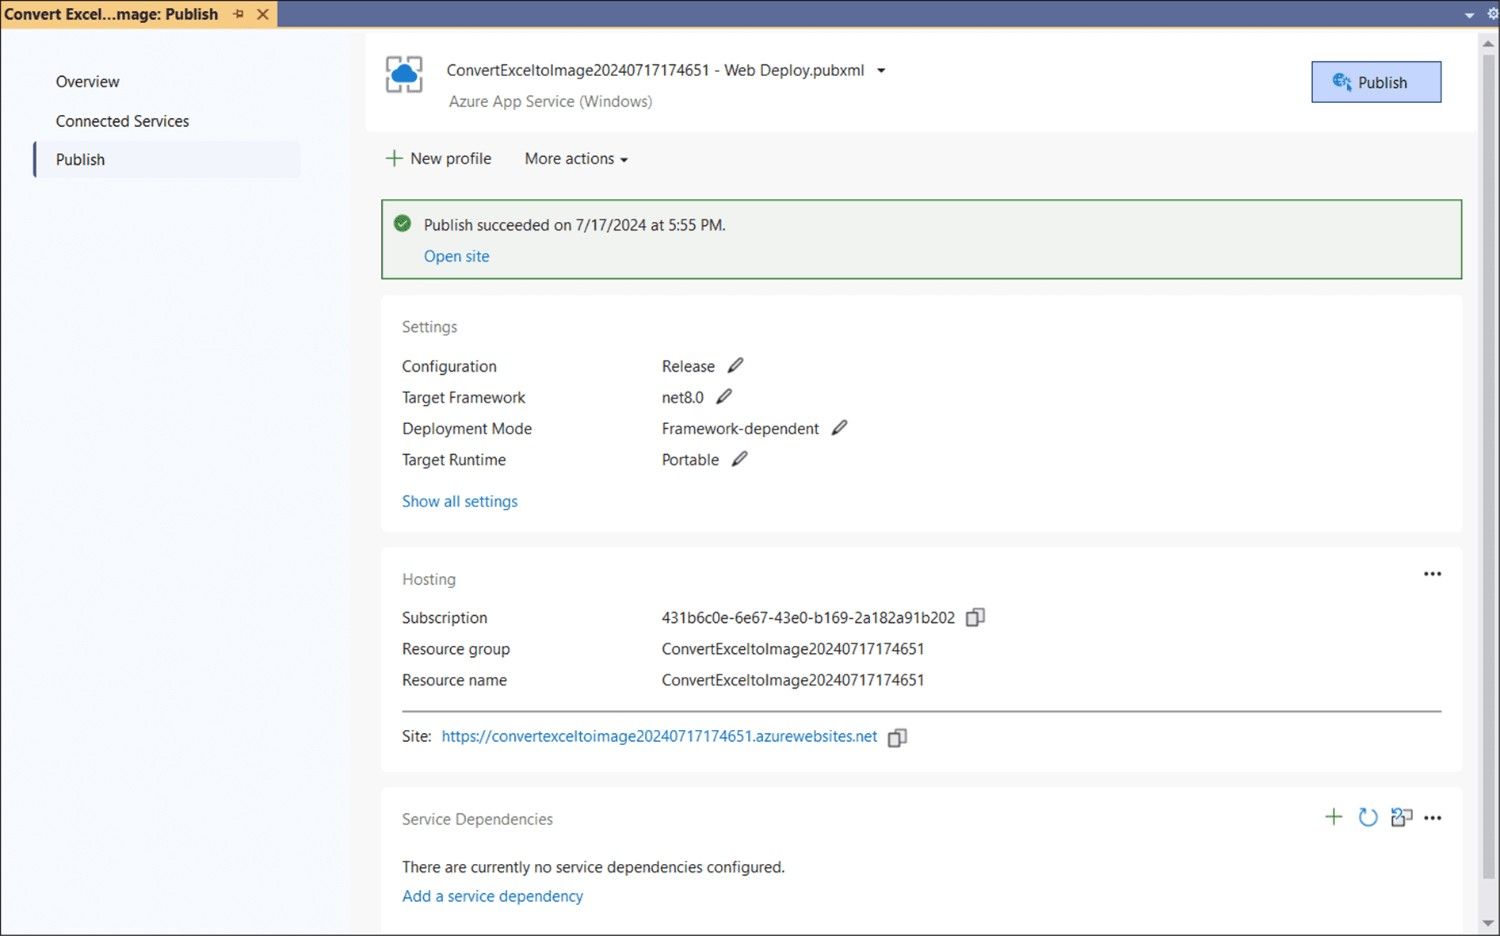 Convert Excel...mage: Publish
Overview
Connected Services
Publish
ConvertExceltoImage20240717174651 - Web Deploy.pubxml
Azure App Service (Windows)
Publish
New profile
More actions
Publish succeeded on 7/17/2024 at 5:55 PM.
Open site
Settings
Configuration Release
Target Framework net8.0
Deployment Mode Framework-dependent
Target Runtime Portable
Show all settings
Hosting
Subscription 431b6c0e-6e67-43e0-b169-2a182a91b202
Resource group ConvertExceltoImage20240717174651
Resource name ConvertExceltoImage20240717174651
Site: https://convertexceltoimage20240717174651.azurewebsites.net
Service Dependencies
There are currently no service dependencies configured.
Add a service dependency